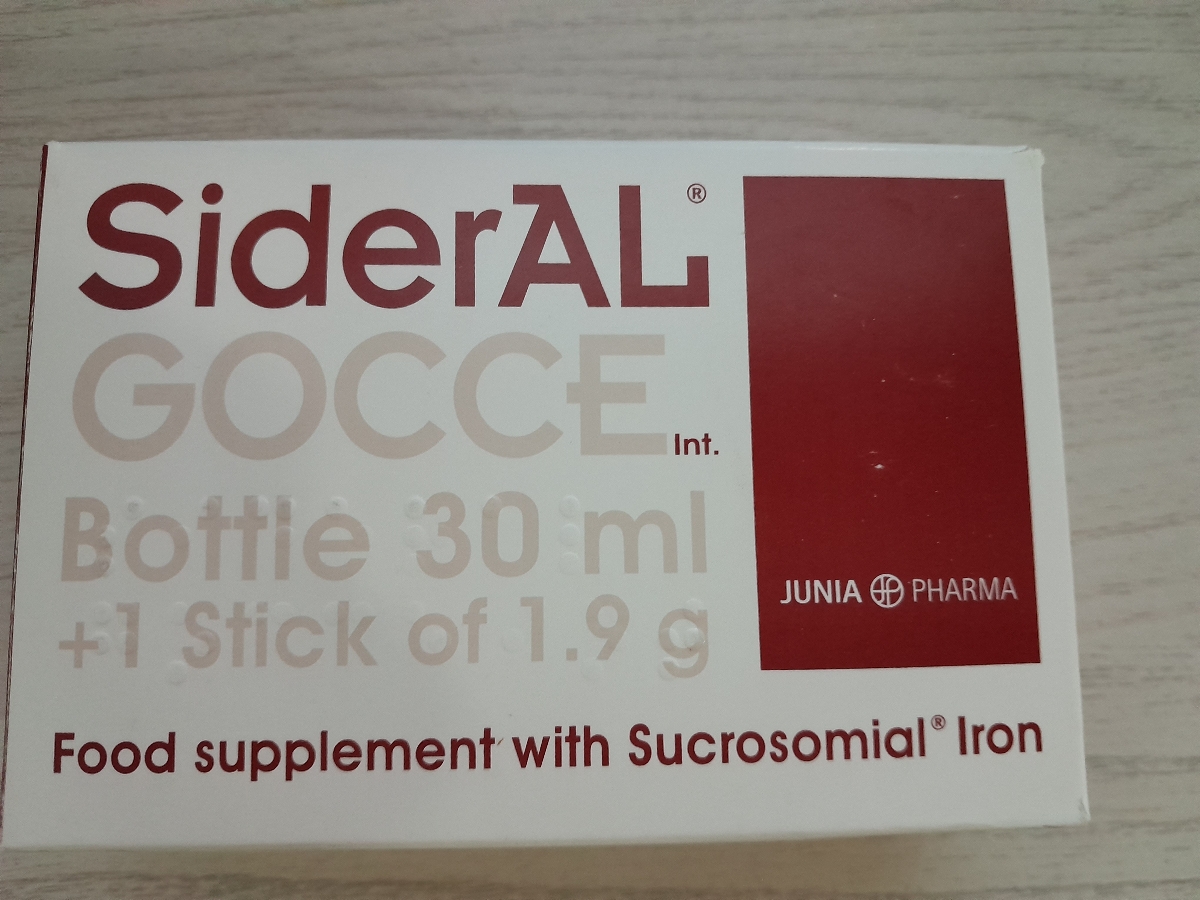 SiderAL®
GOCCE Int.
Bottle 30 ml
+1 Stick of 1.9 g
Food supplement with Sucrosomial® Iron
JUNIA PHARMA